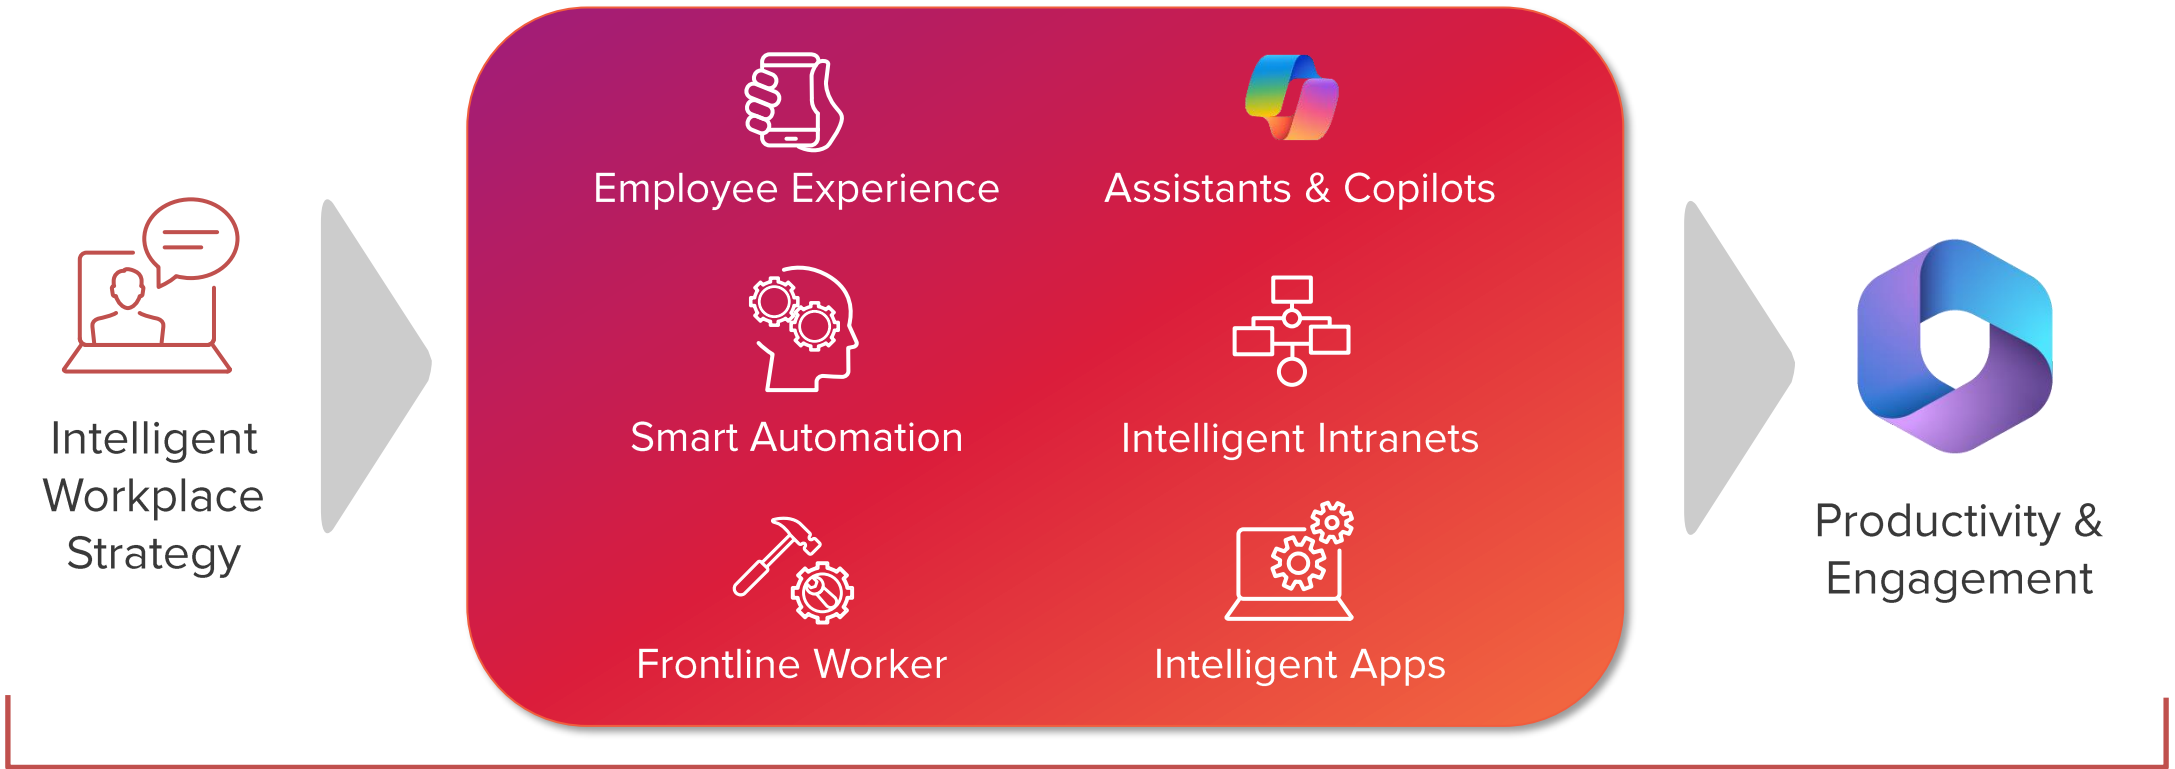 Intelligent
Workplace
Strategy
Employee Experience
Assistants & Copilots
Smart Automation
Intelligent Intranets
Frontline Worker
Intelligent Apps
Productivity &
Engagement